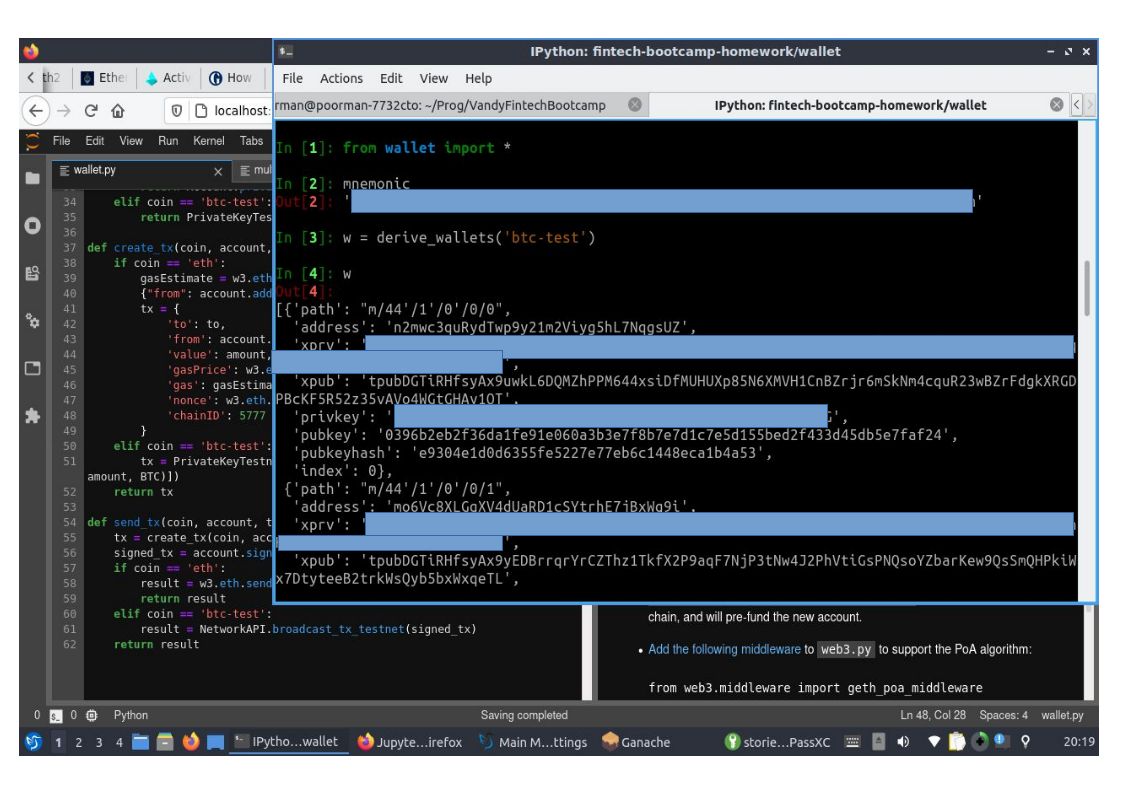 IPython: fintech-bootcamp-homework/wallet
th2 Ether Activ How
File Actions Edit View Help
localhost:
rman@poorman-7732cto: ~/Prog/VandyFintechBootcamp
IPython: fintech-bootcamp-homework/wallet
File Edit View Run Kernel Tabs
wallet.py
mul
In [1]: from wallet import *
In [2]: mnemonic
Out[2]: '
'
In [3]: w = derive_wallets('btc-test')
In [4]: w
Out[4]:
[{'path': "m/44'/1'/0'/0/0",
'address': 'n2mwc3quRydTwp9y21m2Viyg5hL7NqgsUZ',
'xprv': '
',
'xpub': 'tpubDGTiRHfsyAx9uwkL6DQMZhPPM644xsiDfMUHUXp85N6XMVH1CnBZrjr6mSkNm4cquR23wBZrFdgkXRGD
PBcKF5R52z35vAVo4WGtGHAv1QT',
'privkey': '
',
'pubkey': '0396b2eb2f36da1fe91e060a3b3e7f8b7e7d1c7e5d155bed2f433d45db5e7faf24',
'pubkeyhash': 'e9304e1d0d6355fe5227e77eb6c1448eca1b4a53',
'index': 0},
{'path': "m/44'/1'/0'/0/1",
'address': 'mo6Vc8XLGqXV4dUaRD1cSYtrhE7jBxWq9i',
'xprv': '
',
'xpub': 'tpubDGTiRHfsyAx9yEDBrrqrYrCZThz1TkfX2P9aqF7NjP3tNw4J2PhVtiGsPNQsoYZbarKew9QsSmQHPkiW
x7DtyteeB2trkWsQyb5bxWxqeTL',
34 elif coin == 'btc-test':
35 return PrivateKeyTes
36
37 def create_tx(coin, account,
38 if coin == 'eth':
39 gasEstimate = w3.eth
40 {"from": account.add
41 tx = {
42 'to': to,
43 'from': account.
44 'value': amount,
45 'gasPrice': w3.e
46 'gas': gasEstima
47 'nonce': w3.eth.
48 'chainID': 5777
49 }
50 elif coin == 'btc-test':
51 tx = PrivateKeyTestn
amount, BTC)])
52 return tx
53
54 def send_tx(coin, account, t
55 tx = create_tx(coin, acc
56 signed_tx = account.sign
57 if coin == 'eth':
58 result = w3.eth.send
59 return result
60 elif coin == 'btc-test':
61 result = NetworkAPI.broadcast_tx_testnet(signed_tx)
62 return result
chain, and will pre-fund the new account.
• Add the following middleware to web3.py to support the PoA algorithm:
from web3.middleware import geth_poa_middleware
0 0 Python Saving completed Ln 48, Col 28 Spaces: 4 wallet.py
1 2 3 4 IPytho...wallet Jupyte...irefox Main M...ttings Ganache storie...PassXC 20:19